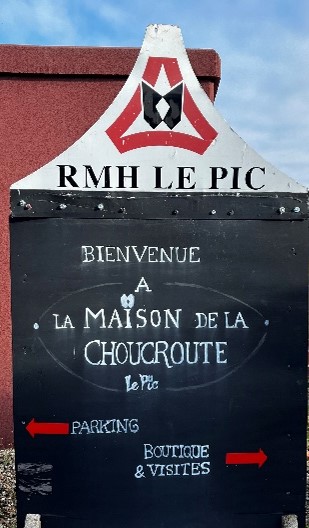 RMH LE PIC
BIENVENUE
A
LA MAISON DE LA
CHOUCROUTE
Le Pic
PARKING
BOUTIQUE
& VISITES